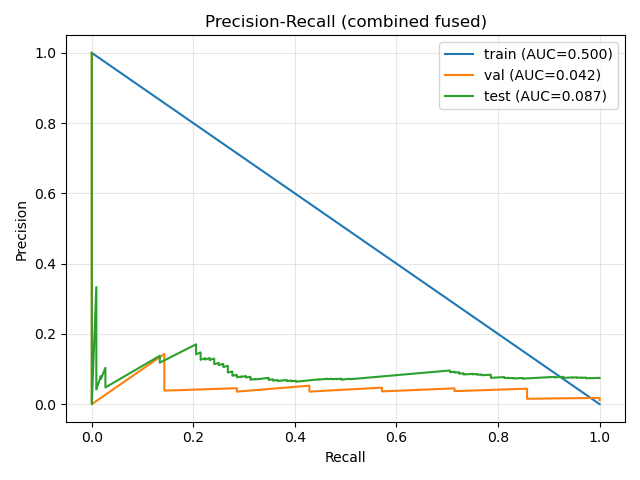 Precision-Recall (combined fused)
train (AUC=0.500)
val (AUC=0.042)
test (AUC=0.087)
Precision
1.0
0.8
0.6
0.4
0.2
0.0
0.0 0.2 0.4 0.6 0.8 1.0
Recall